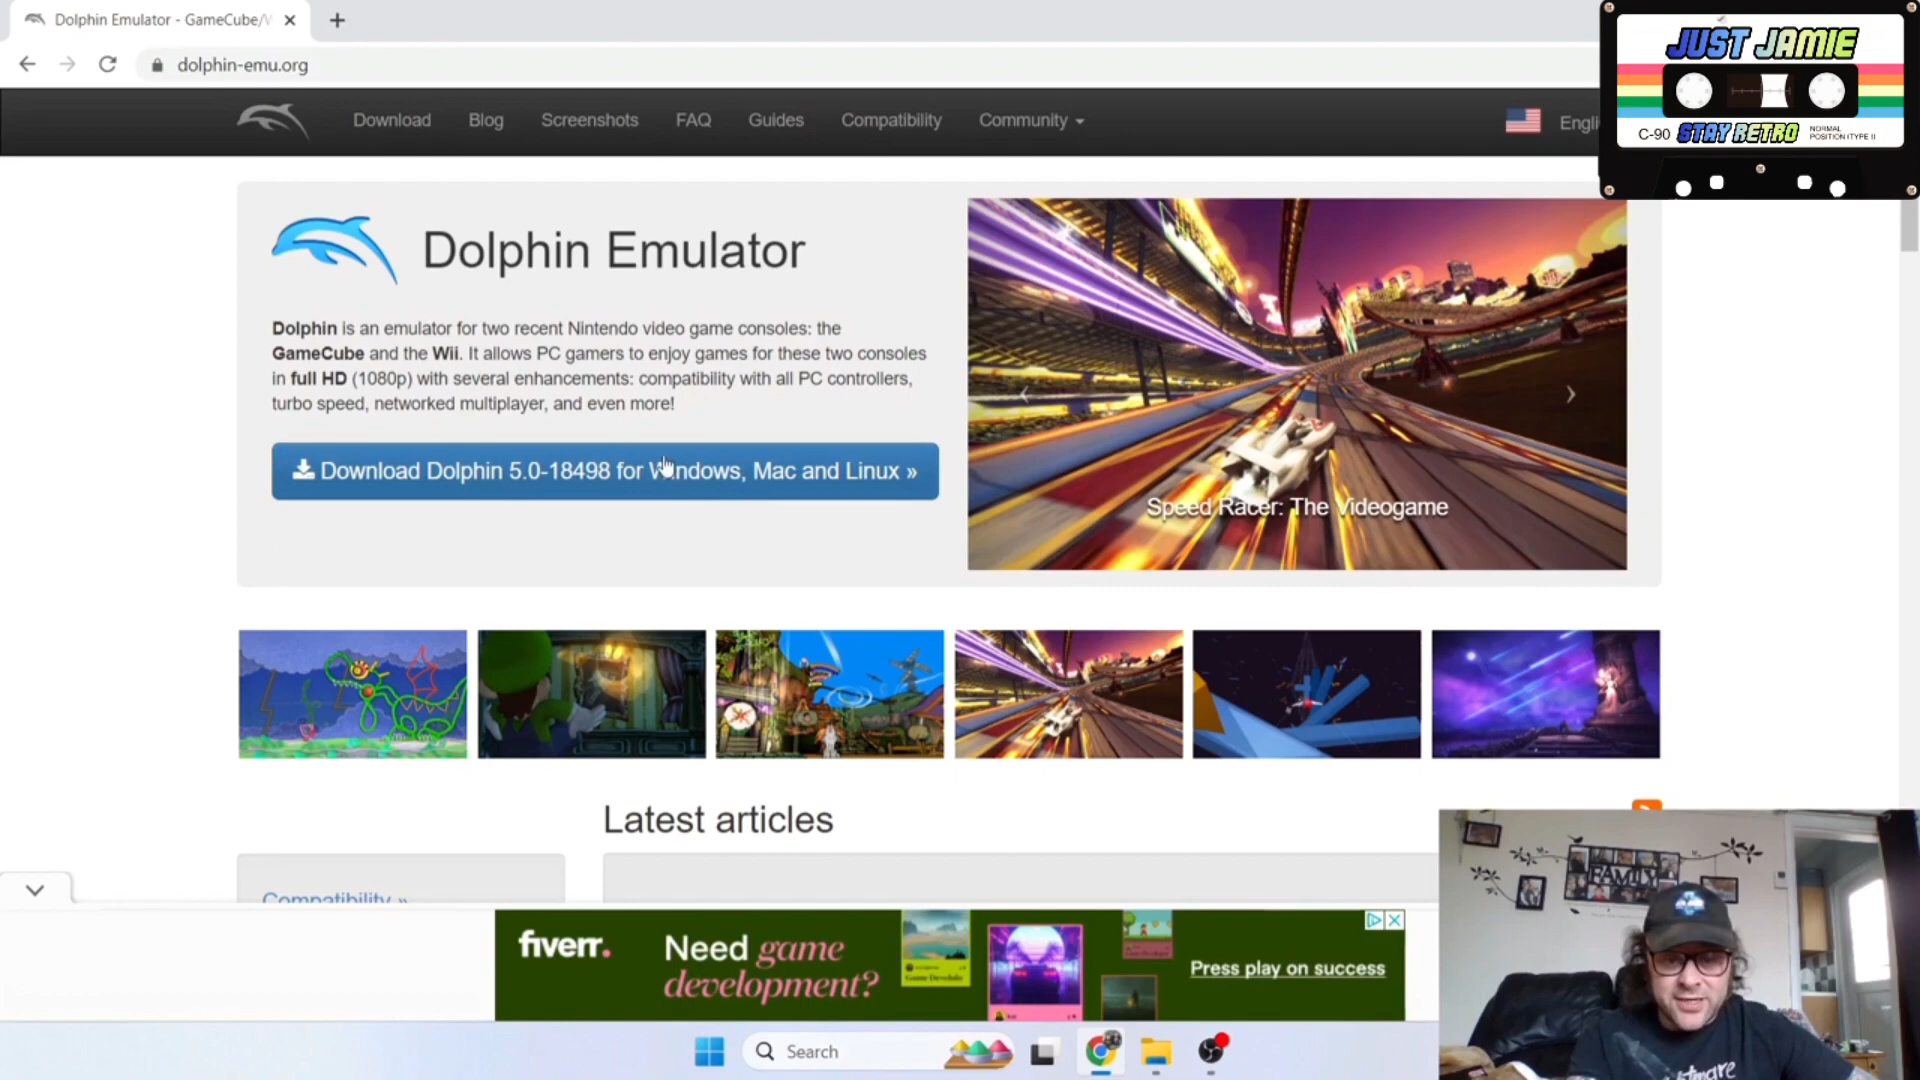 Dolphin Emulator - GameCube/W
dolphin-emu.org
Download
Blog
Screenshots
FAQ
Guides
Compatibility
Community
Engli
JUST JAMIE
C-90
STAY RETRO
NORMAL
POSITION (TYPE II
Dolphin Emulator
Dolphin is an emulator for two recent Nintendo video game consoles: the
GameCube and the Wii. It allows PC gamers to enjoy games for these two consoles
in full HD (1080p) with several enhancements: compatibility with all PC controllers,
turbo speed, networked multiplayer, and even more!
Download Dolphin 5.0-18498 for Windows, Mac and Linux »
Speed Racer: The Videogame
Latest articles
Compatibility »
fiverr.
Need game
development?
Press play on success
Search
FAMILY